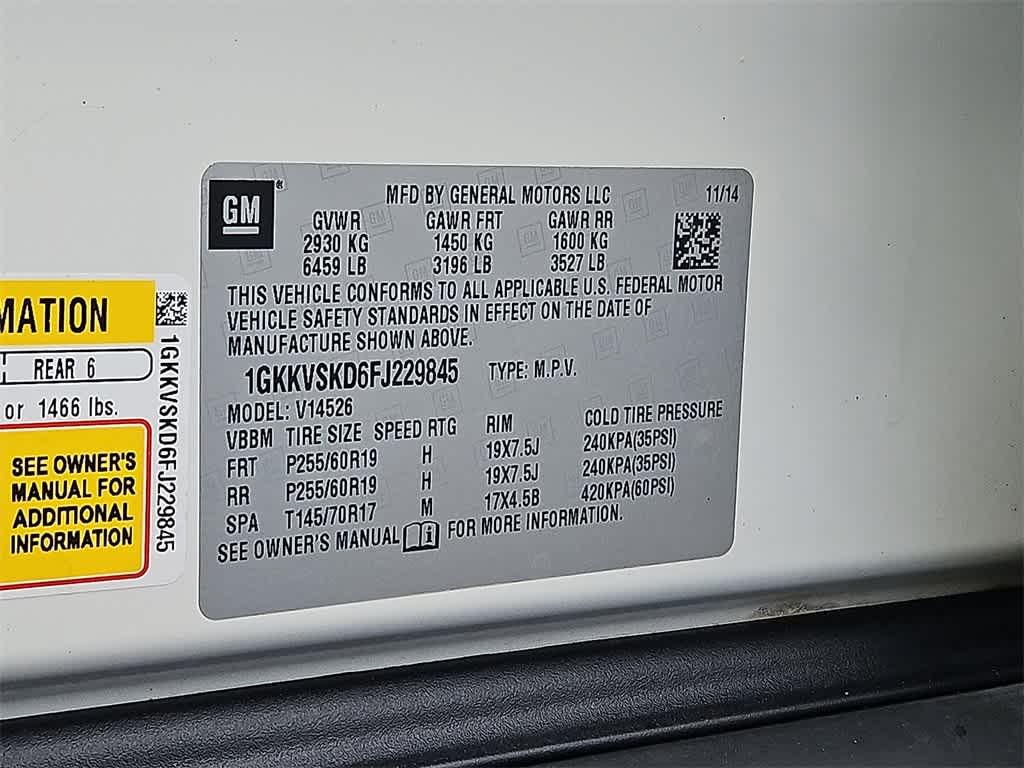 GM
MFD BY GENERAL MOTORS LLC 11/14
GVWR GAWR FRT GAWR RR
2930 KG 1450 KG 1600 KG
6459 LB 3196 LB 3527 LB
THIS VEHICLE CONFORMS TO ALL APPLICABLE U.S. FEDERAL MOTOR
VEHICLE SAFETY STANDARDS IN EFFECT ON THE DATE OF
MANUFACTURE SHOWN ABOVE.
1GKKVSKD6FJ229845 TYPE: M.P.V.
MODEL: V14526
VBBM TIRE SIZE SPEED RTG RIM COLD TIRE PRESSURE
FRT P255/60R19 H 19X7.5J 240KPA(35PSI)
RR P255/60R19 H 19X7.5J 240KPA(35PSI)
SPA T145/70R17 M 17X4.5B 420KPA(60PSI)
SEE OWNER'S MANUAL FOR MORE INFORMATION.
MATION
REAR 6
or 1466 lbs.
SEE OWNER'S
MANUAL FOR
ADDITIONAL
INFORMATION
1GKKVSKD6FJ229845